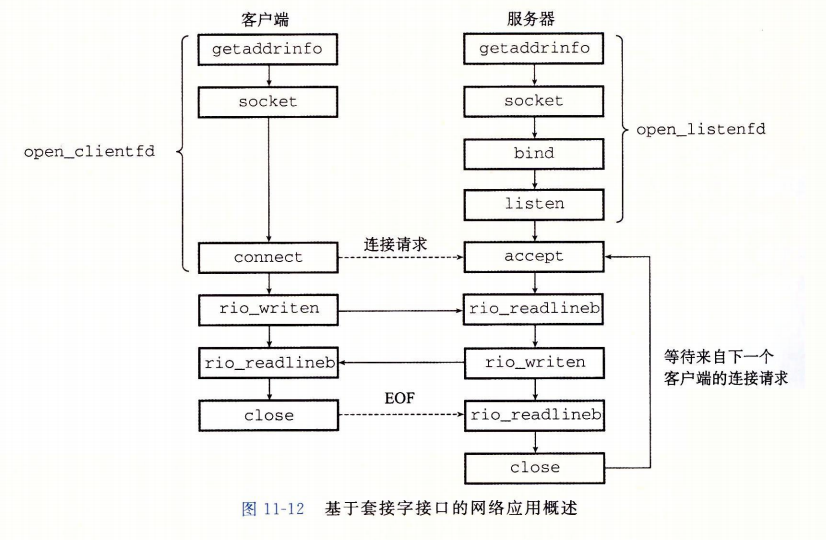 客户端
服务器
getaddrinfo
getaddrinfo
socket
socket
open_clientfd
open_listenfd
bind
listen
connect
连接请求
accept
rio_writen
rio_readlineb
rio_readlineb
rio_writen
等待来自下一个
客户端的连接请求
close
EOF
rio_readlineb
close
图 11-12 基于套接字接口的网络应用概述